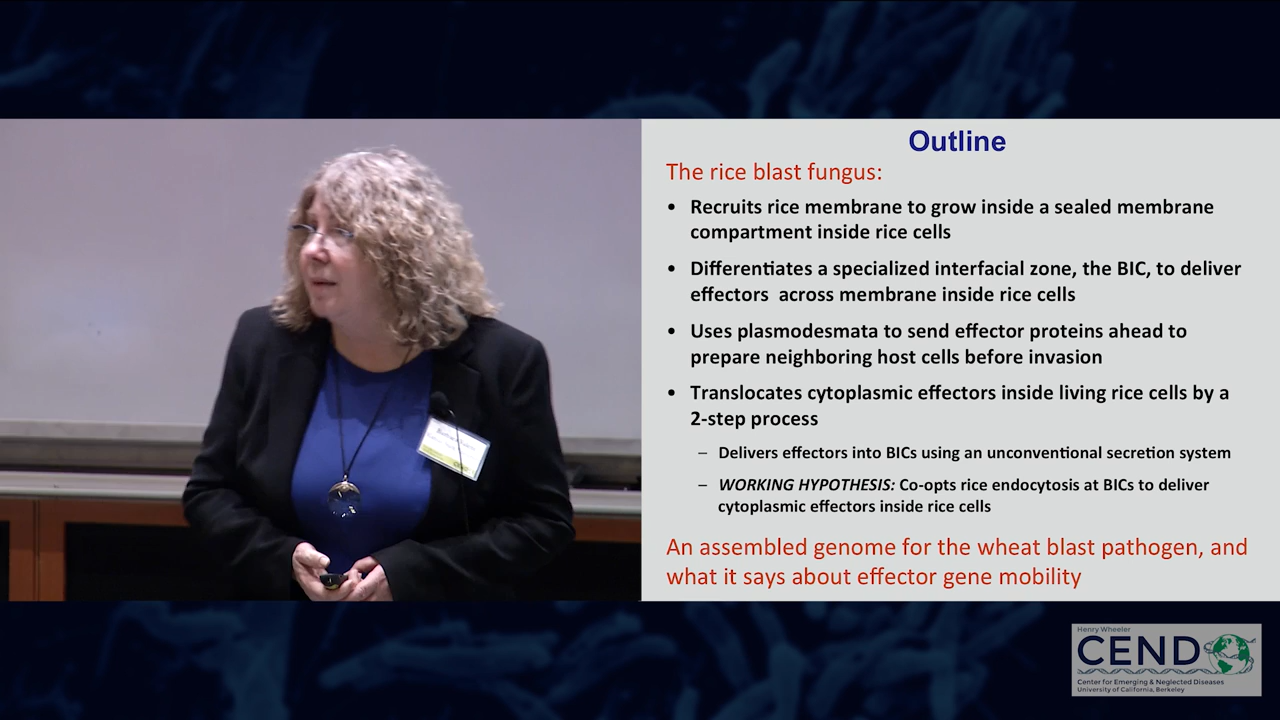 Outline
The rice blast fungus:
• Recruits rice membrane to grow inside a sealed membrane
compartment inside rice cells
• Differentiates a specialized interfacial zone, the BIC, to deliver
effectors across membrane inside rice cells
• Uses plasmodesmata to send effector proteins ahead to
prepare neighboring host cells before invasion
• Translocates cytoplasmic effectors inside living rice cells by a
2-step process
– Delivers effectors into BICs using an unconventional secretion system
– WORKING HYPOTHESIS: Co-opts rice endocytosis at BICs to deliver
cytoplasmic effectors inside rice cells
An assembled genome for the wheat blast pathogen, and
what it says about effector gene mobility
Henry Wheeler
CEND
Center for Emerging & Neglected Diseases
University of California, Berkeley